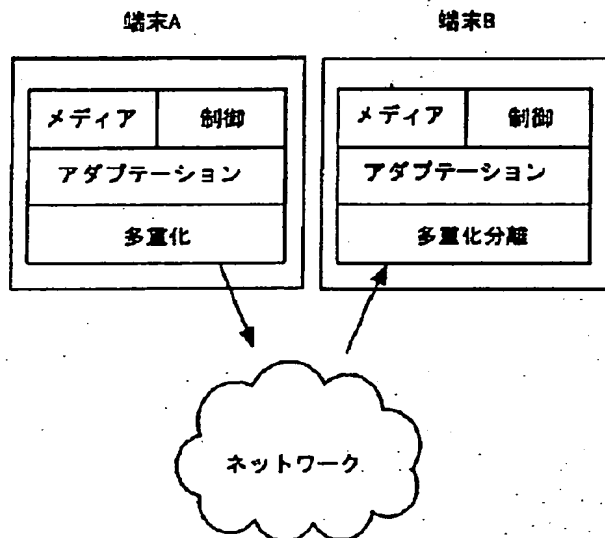 端末A
端末B
メディア
制御
アダプテーション
多重化
メディア
制御
アダプテーション
多重化分離
ネットワーク